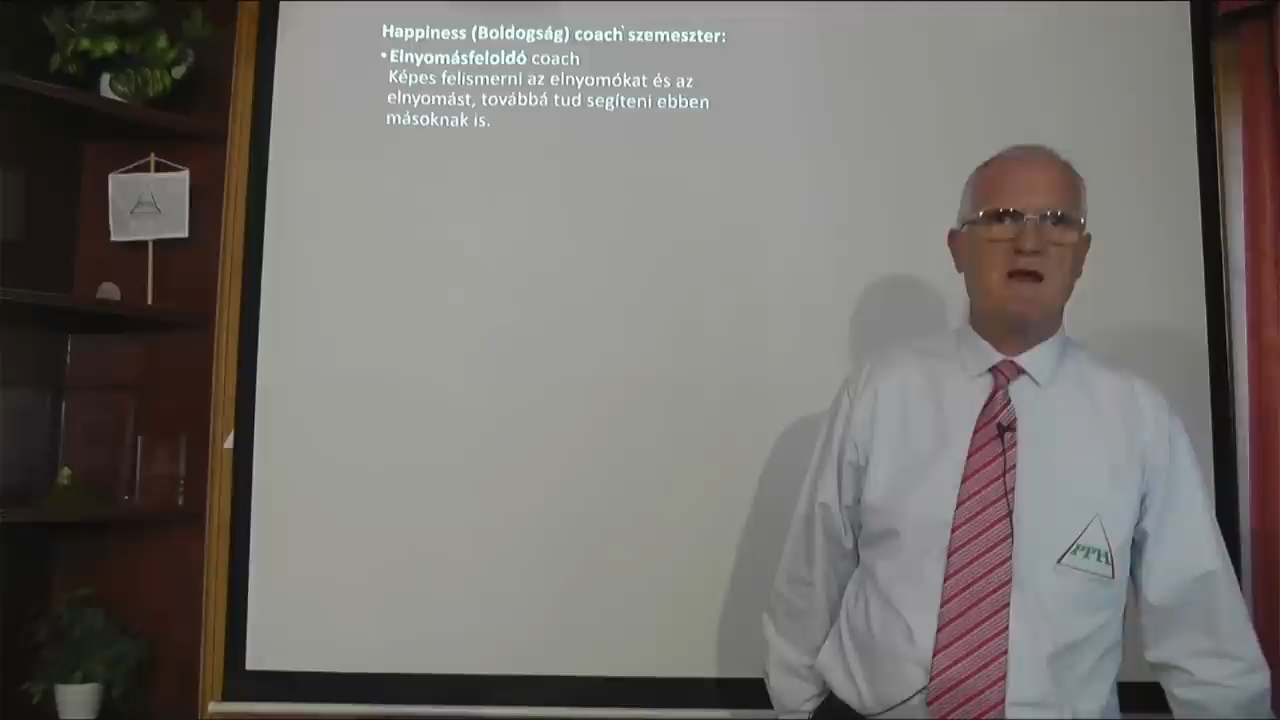 Happiness (Boldogság) coach szemeszter:
• Elnyomásfeloldó coach
Képes felismerni az elnyomókat és az
elnyomást, továbbá tud segíteni ebben
másoknak is.
PPH